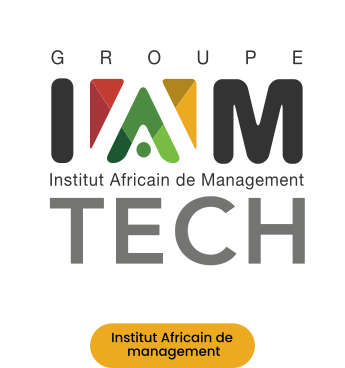 GROUPE
IAM
Institut Africain de Management
TECH
Institut Africain de
management